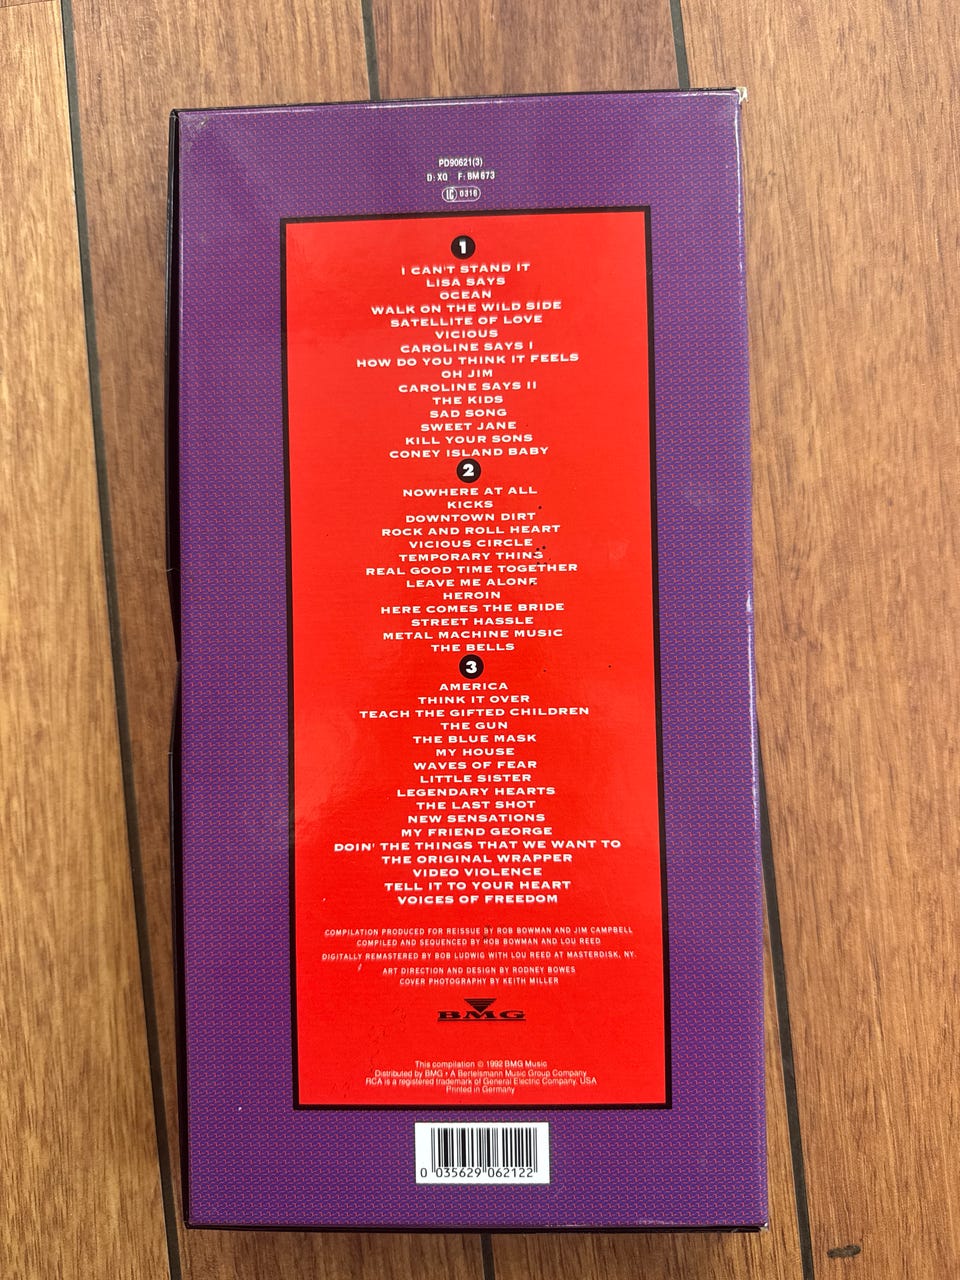 PD90621(3)
D: XQ F: BM 673
LC 0316
1
I CAN'T STAND IT
LISA SAYS
OCEAN
WALK ON THE WILD SIDE
SATELLITE OF LOVE
VICIOUS
CAROLINE SAYS I
HOW DO YOU THINK IT FEELS
OH JIM
CAROLINE SAYS II
THE KIDS
SAD SONG
SWEET JANE
KILL YOUR SONS
CONEY ISLAND BABY
2
NOWHERE AT ALL
KICKS
DOWNTOWN DIRT
ROCK AND ROLL HEART
VICIOUS CIRCLE
TEMPORARY THING
REAL GOOD TIME TOGETHER
LEAVE ME ALONE
HEROIN
HERE COMES THE BRIDE
STREET HASSLE
METAL MACHINE MUSIC
THE BELLS
3
AMERICA
THINK IT OVER
TEACH THE GIFTED CHILDREN
THE GUN
THE BLUE MASK
MY HOUSE
WAVES OF FEAR
LITTLE SISTER
LEGENDARY HEARTS
THE LAST SHOT
NEW SENSATIONS
MY FRIEND GEORGE
DOIN' THE THINGS THAT WE WANT TO
THE ORIGINAL WRAPPER
VIDEO VIOLENCE
TELL IT TO YOUR HEART
VOICES OF FREEDOM
COMPILATION PRODUCED FOR REISSUE BY ROB BOWMAN AND JIM CAMPBELL
COMPILED AND SEQUENCED BY ROB BOWMAN AND LOU REED
DIGITALLY REMASTERED BY BOB LUDWIG WITH LOU REED AT MASTERDISK, NY.
ART DIRECTION AND DESIGN BY RODNEY BOWES
COVER PHOTOGRAPHY BY KEITH MILLER
BMG
This compilation © 1992 BMG Music
Distributed by BMG • A Bertelsmann Music Group Company
RCA is a registered trademark of General Electric Company, USA
Printed in Germany
0 035629 062122